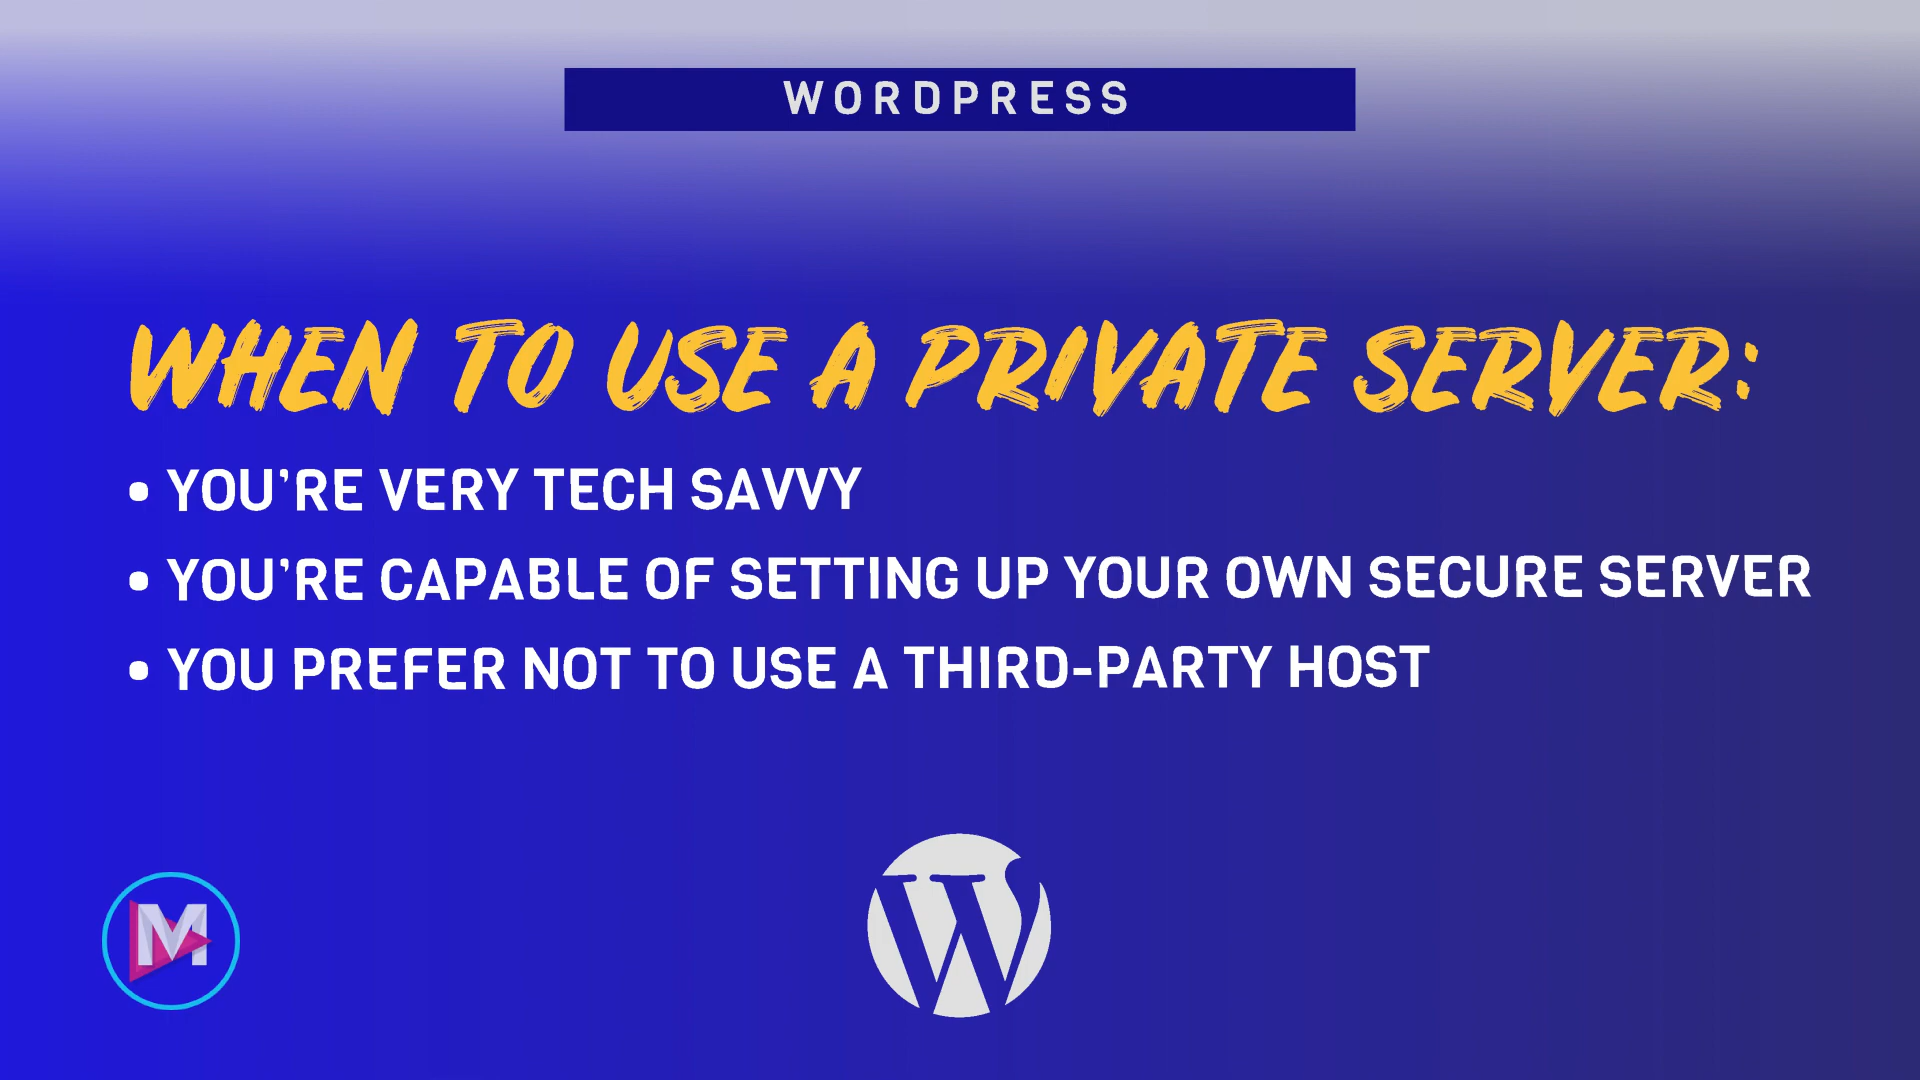 WORDPRESS
WHEN TO USE A PRIVATE SERVER:
• YOU'RE VERY TECH SAVVY
• YOU'RE CAPABLE OF SETTING UP YOUR OWN SECURE SERVER
• YOU PREFER NOT TO USE A THIRD-PARTY HOST
M
W